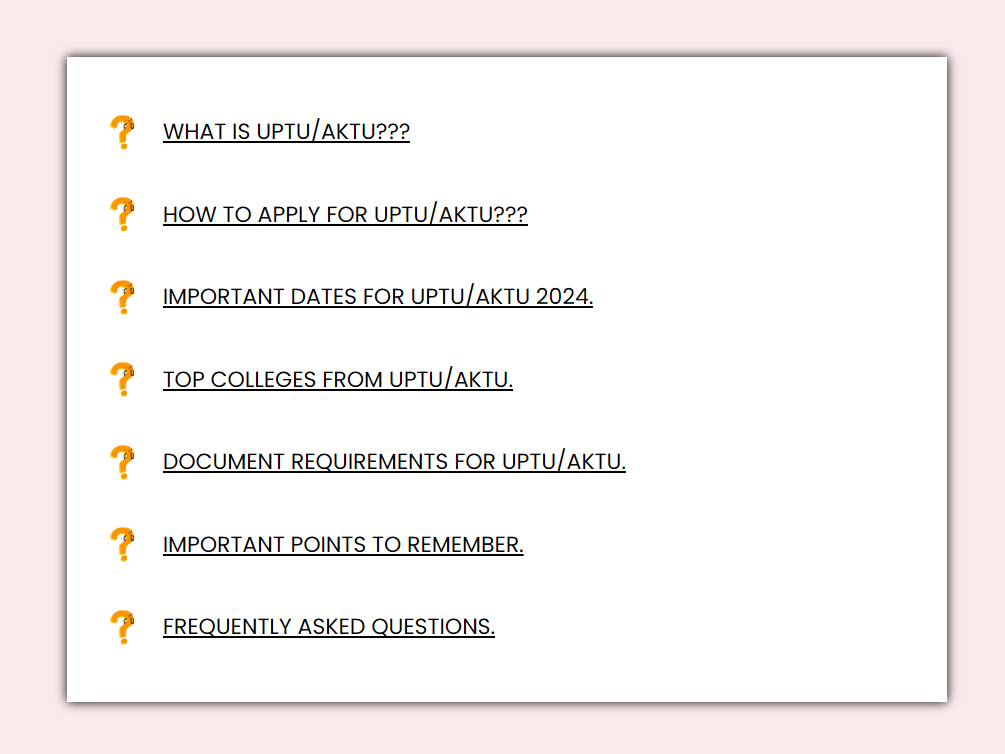 WHAT IS UPTU/AKTU???
HOW TO APPLY FOR UPTU/AKTU???
IMPORTANT DATES FOR UPTU/AKTU 2024.
TOP COLLEGES FROM UPTU/AKTU.
DOCUMENT REQUIREMENTS FOR UPTU/AKTU.
IMPORTANT POINTS TO REMEMBER.
FREQUENTLY ASKED QUESTIONS.